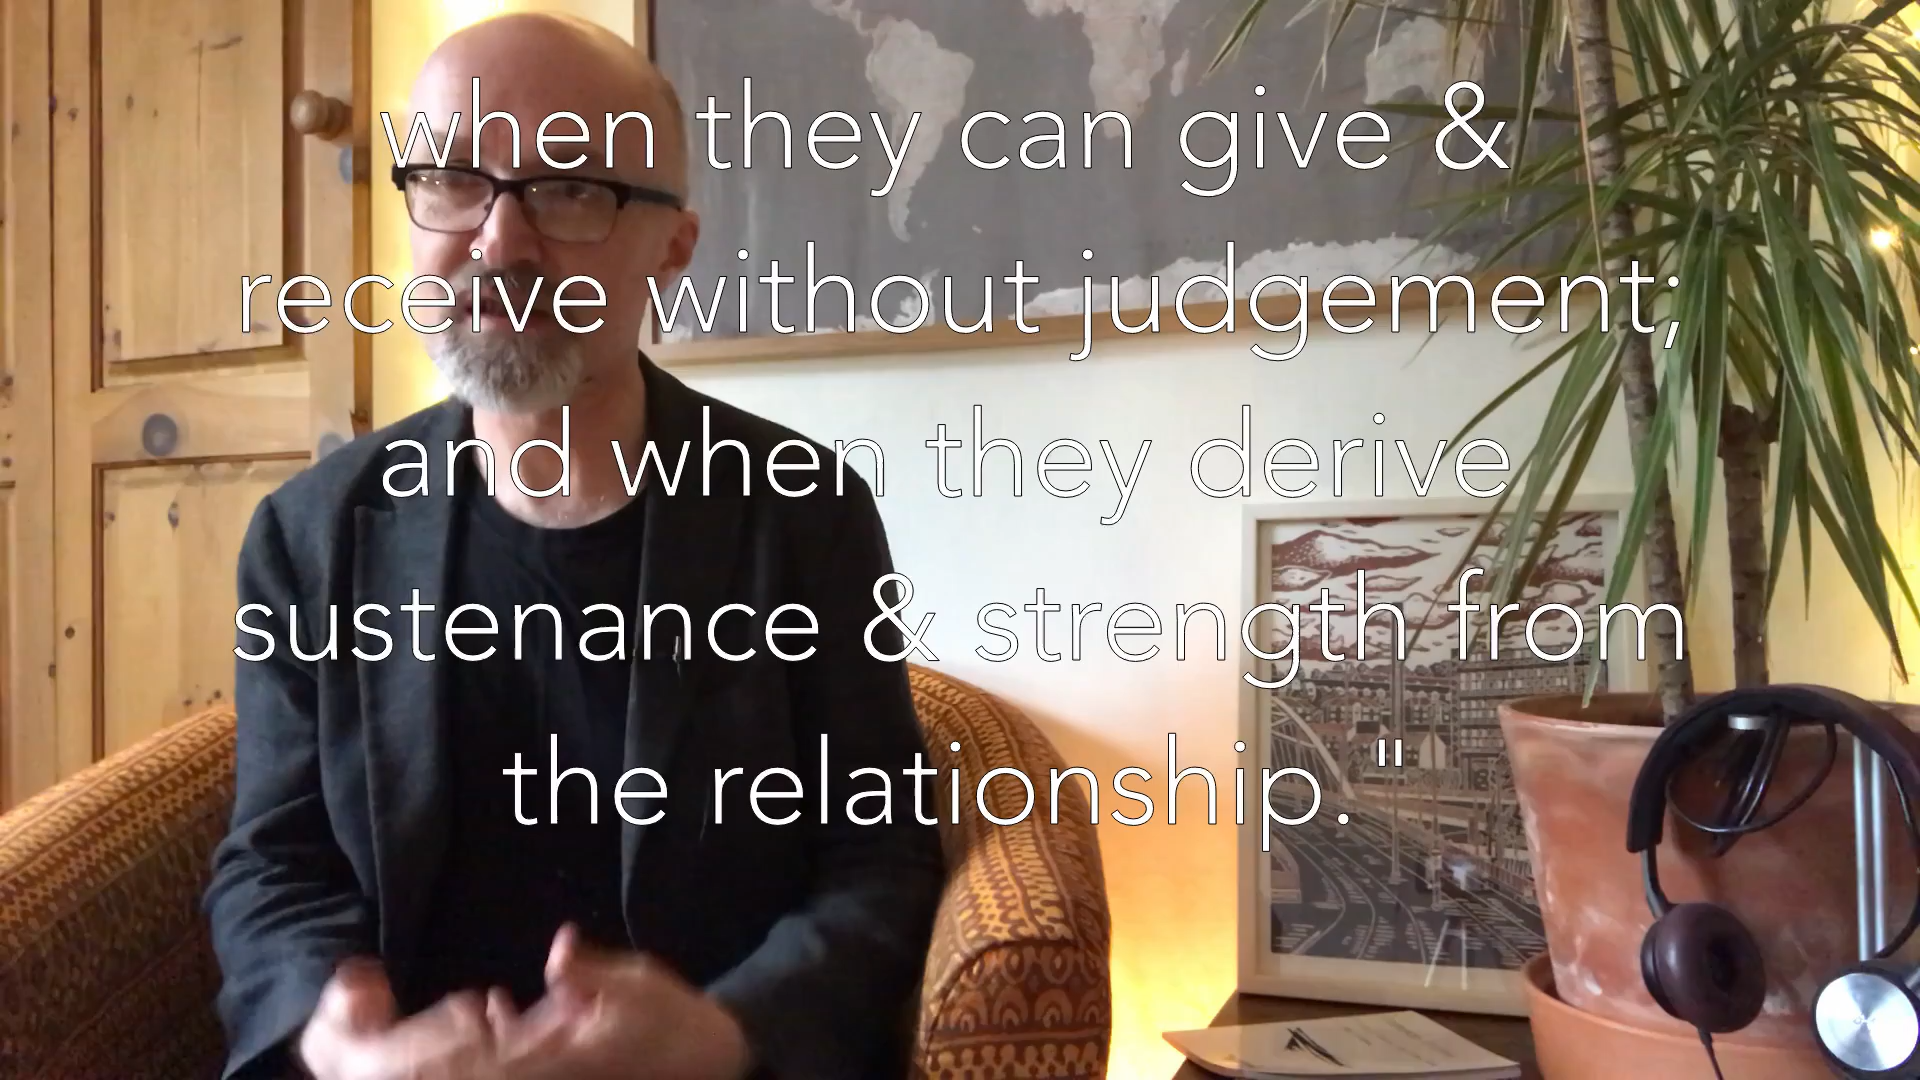 when they can give &
receive without judgement;
and when they derive
sustenance & strength from
the relationship."